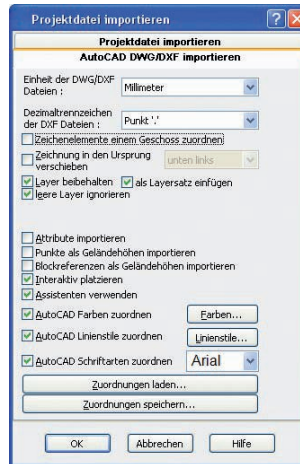 Projektdatei importieren
Projektdatei importieren
AutoCAD DWG/DXF importieren
Einheit der DWG/DXF
Dateien : Millimeter
Dezimaltrennzeichen
der DXF Dateien : Punkt '.'
Zeichenelemente einem Geschoss zuordnen
Zeichnung in den Ursprung
verschieben unten links
Layer beibehalten als Layersatz einfügen
leere Layer ignorieren
Attribute importieren
Punkte als Geländehöhen importieren
Blockreferenzen als Geländehöhen importieren
Interaktiv platzieren
Assistenten verwenden
AutoCAD Farben zuordnen Farben...
AutoCAD Linienstile zuordnen Linienstile...
AutoCAD Schriftarten zuordnen Arial
Zuordnungen laden...
Zuordnungen speichern...
OK Abbrechen Hilfe